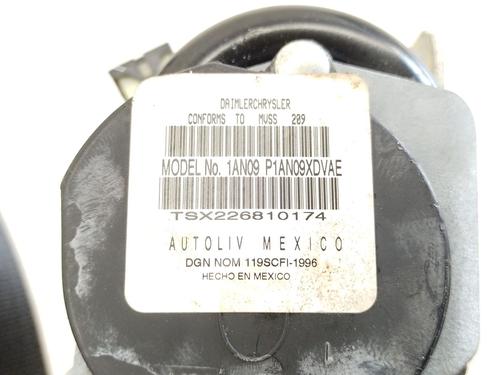 DAIMLERCHRYSLER
CONFORMS TO MVSS 209
MODEL No. 1AN09 P1AN09XDVAE
TSX226810174
AUTOLIV MEXICO
DGN NOM 119SCFI-1996
HECHO EN MEXICO